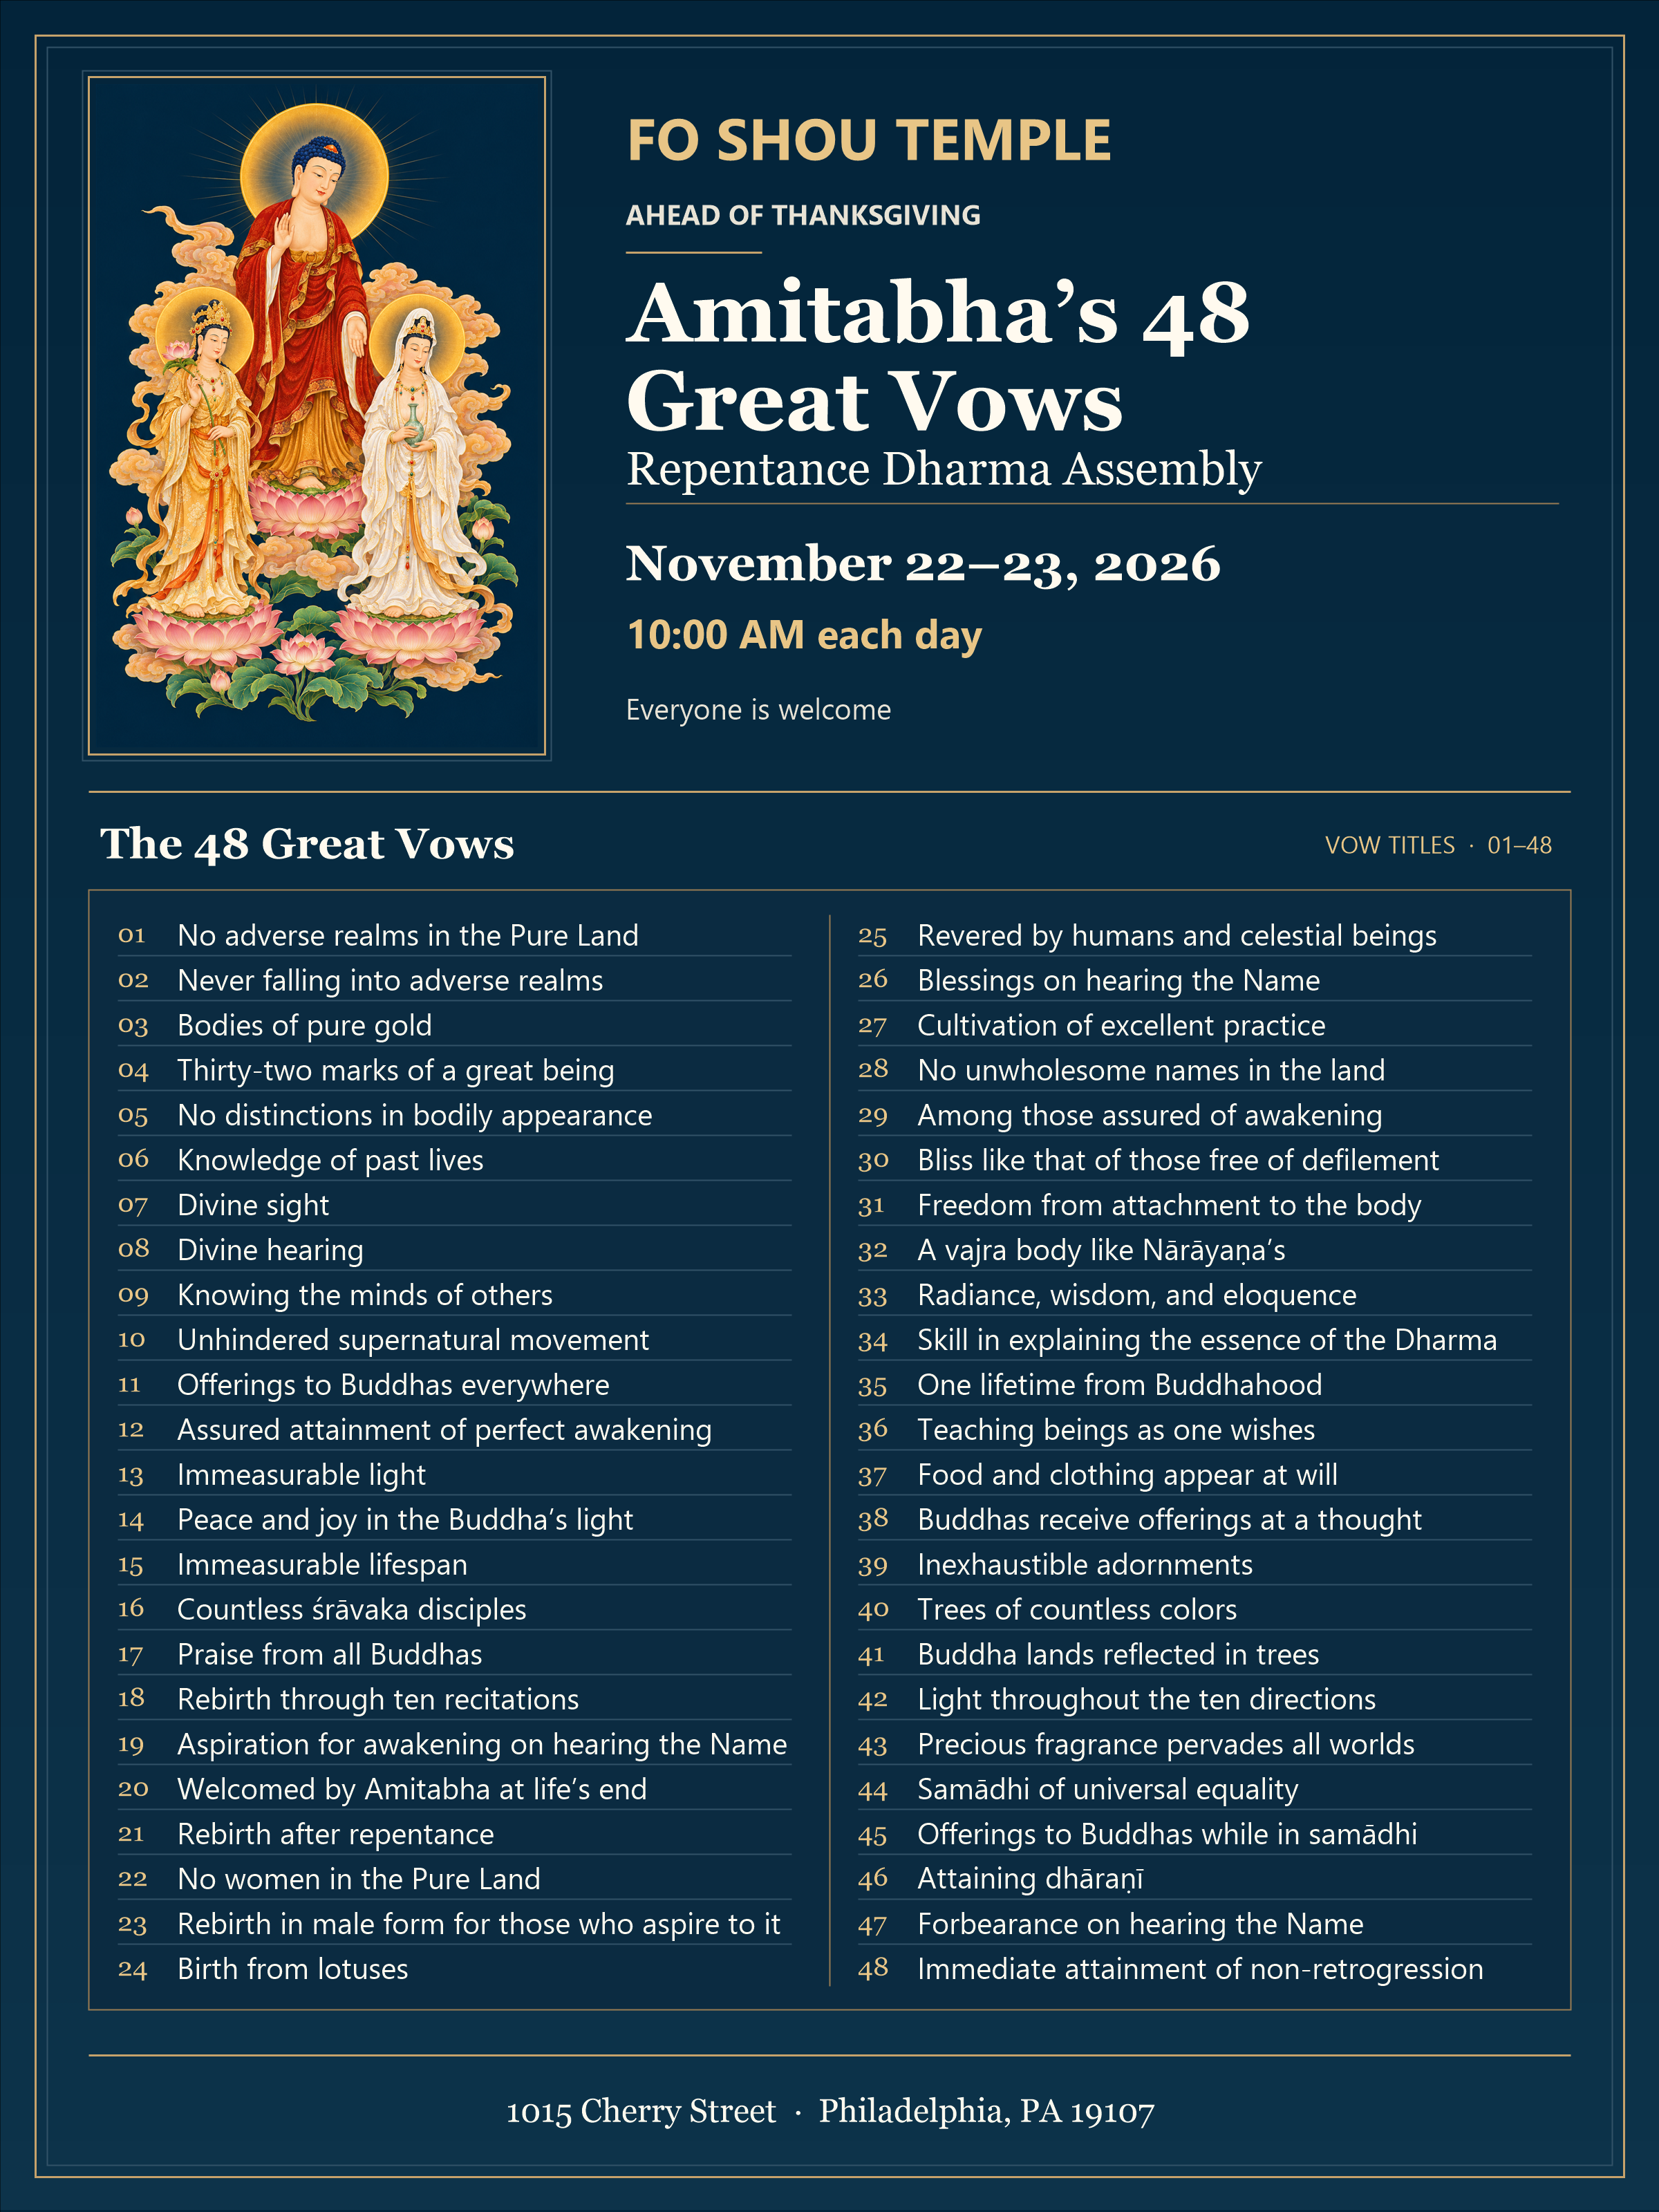 FO SHOU TEMPLE
AHEAD OF THANKSGIVING
Amitabha’s 48
Great Vows
Repentance Dharma Assembly
November 22–23, 2026
10:00 AM each day
Everyone is welcome
The 48 Great Vows
VOW TITLES · 01–48
01 No adverse realms in the Pure Land
02 Never falling into adverse realms
03 Bodies of pure gold
04 Thirty-two marks of a great being
05 No distinctions in bodily appearance
06 Knowledge of past lives
07 Divine sight
08 Divine hearing
09 Knowing the minds of others
10 Unhindered supernatural movement
11 Offerings to Buddhas everywhere
12 Assured attainment of perfect awakening
13 Immeasurable light
14 Peace and joy in the Buddha’s light
15 Immeasurable lifespan
16 Countless śrāvaka disciples
17 Praise from all Buddhas
18 Rebirth through ten recitations
19 Aspiration for awakening on hearing the Name
20 Welcomed by Amitabha at life’s end
21 Rebirth after repentance
22 No women in the Pure Land
23 Rebirth in male form for those who aspire to it
24 Birth from lotuses
25 Revered by humans and celestial beings
26 Blessings on hearing the Name
27 Cultivation of excellent practice
28 No unwholesome names in the land
29 Among those assured of awakening
30 Bliss like that of those free of defilement
31 Freedom from attachment to the body
32 A vajra body like Nārāyaṇa’s
33 Radiance, wisdom, and eloquence
34 Skill in explaining the essence of the Dharma
35 One lifetime from Buddhahood
36 Teaching beings as one wishes
37 Food and clothing appear at will
38 Buddhas receive offerings at a thought
39 Inexhaustible adornments
40 Trees of countless colors
41 Buddha lands reflected in trees
42 Light throughout the ten directions
43 Precious fragrance pervades all worlds
44 Samādhi of universal equality
45 Offerings to Buddhas while in samādhi
46 Attaining dhāraṇī
47 Forbearance on hearing the Name
48 Immediate attainment of non-retrogression
1015 Cherry Street · Philadelphia, PA 19107